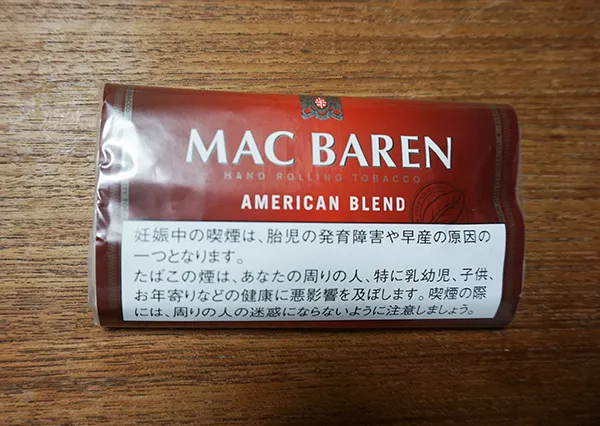 MAC BAREN
HAND ROLLING TOBACCO
AMERICAN BLEND
妊娠中の喫煙は、胎児の発育障害や早産の原因の
一つとなります。
たばこの煙は、あなたの周りの人、特に乳幼児、子供、
お年寄りなどの健康に悪影響を及ぼします。喫煙の際
には、周りの人の迷惑にならないように注意しましょう。